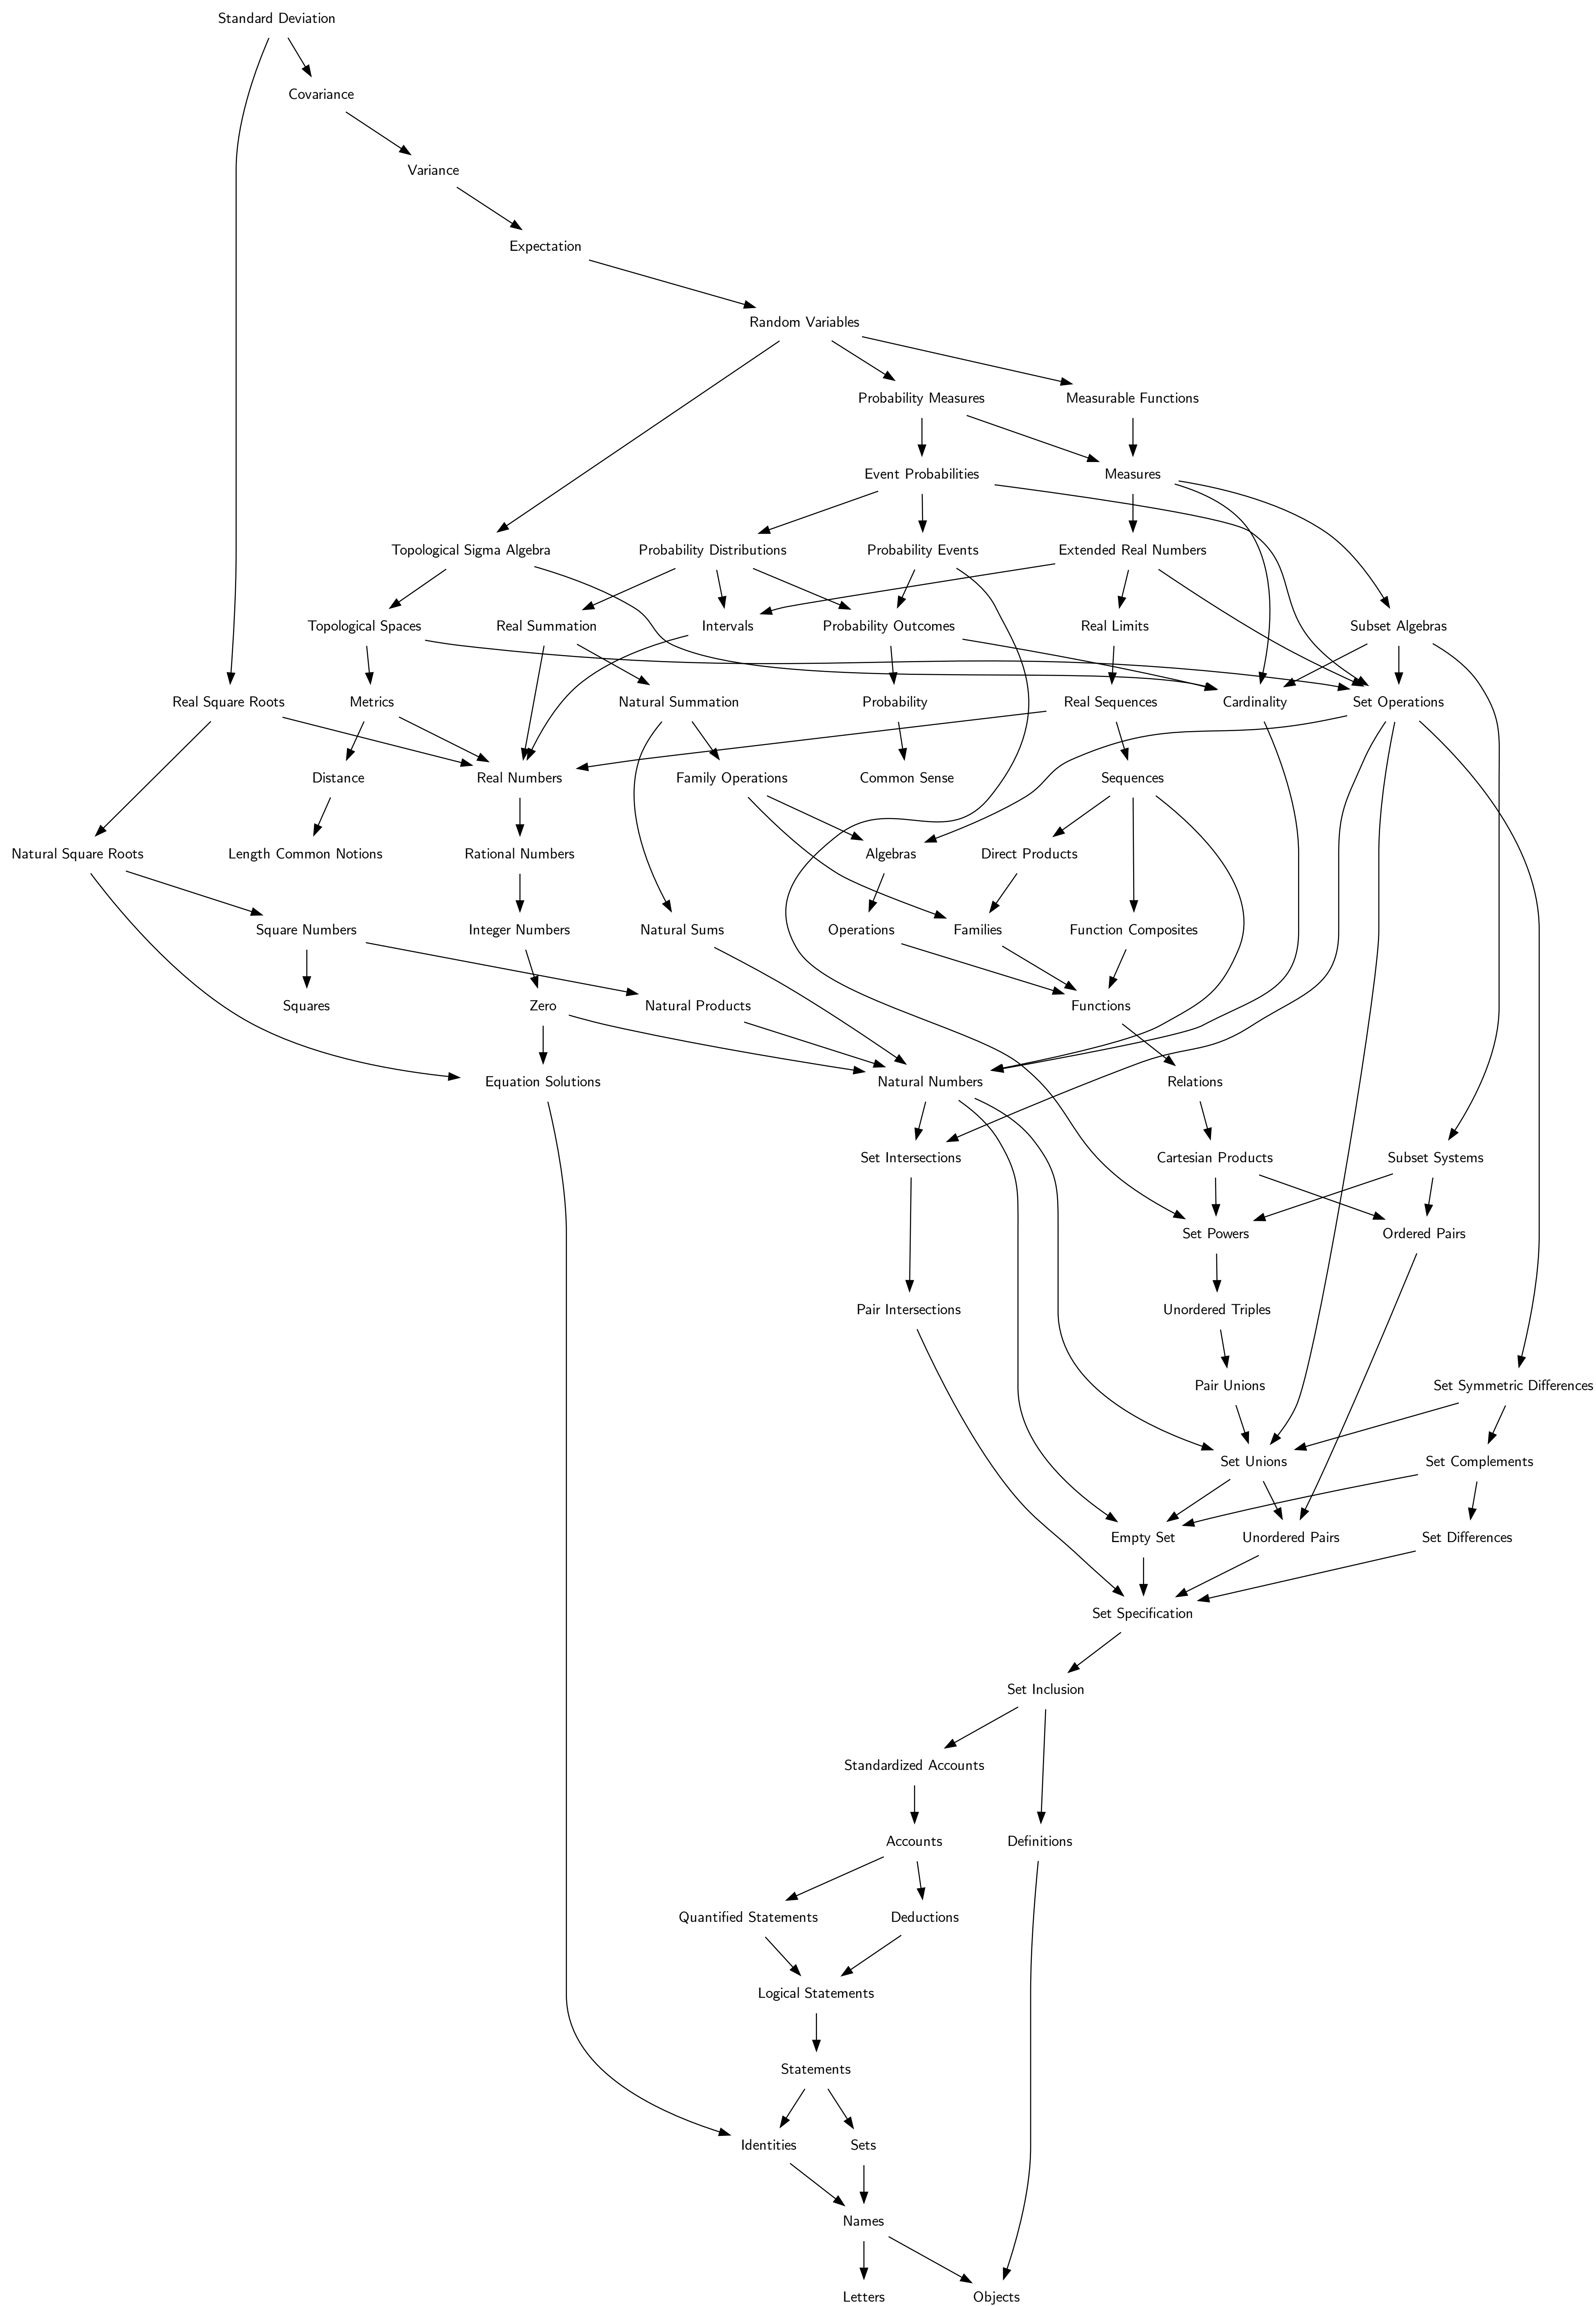 Standard Deviation
Covariance
Variance
Expectation
Random Variables
Probability Measures
Measurable Functions
Event Probabilities
Measures
Topological Sigma Algebra
Probability Distributions
Probability Events
Extended Real Numbers
Topological Spaces
Real Summation
Intervals
Probability Outcomes
Real Limits
Subset Algebras
Real Square Roots
Metrics
Natural Summation
Probability
Real Sequences
Cardinality
Set Operations
Distance
Real Numbers
Family Operations
Common Sense
Sequences
Natural Square Roots
Length Common Notions
Rational Numbers
Algebras
Direct Products
Square Numbers
Integer Numbers
Natural Sums
Operations
Families
Function Composites
Squares
Zero
Natural Products
Functions
Equation Solutions
Natural Numbers
Relations
Set Intersections
Cartesian Products
Subset Systems
Set Powers
Ordered Pairs
Pair Intersections
Unordered Triples
Pair Unions
Set Symmetric Differences
Set Unions
Set Complements
Empty Set
Unordered Pairs
Set Differences
Set Specification
Set Inclusion
Standardized Accounts
Accounts
Definitions
Quantified Statements
Deductions
Logical Statements
Statements
Identities
Sets
Names
Letters
Objects